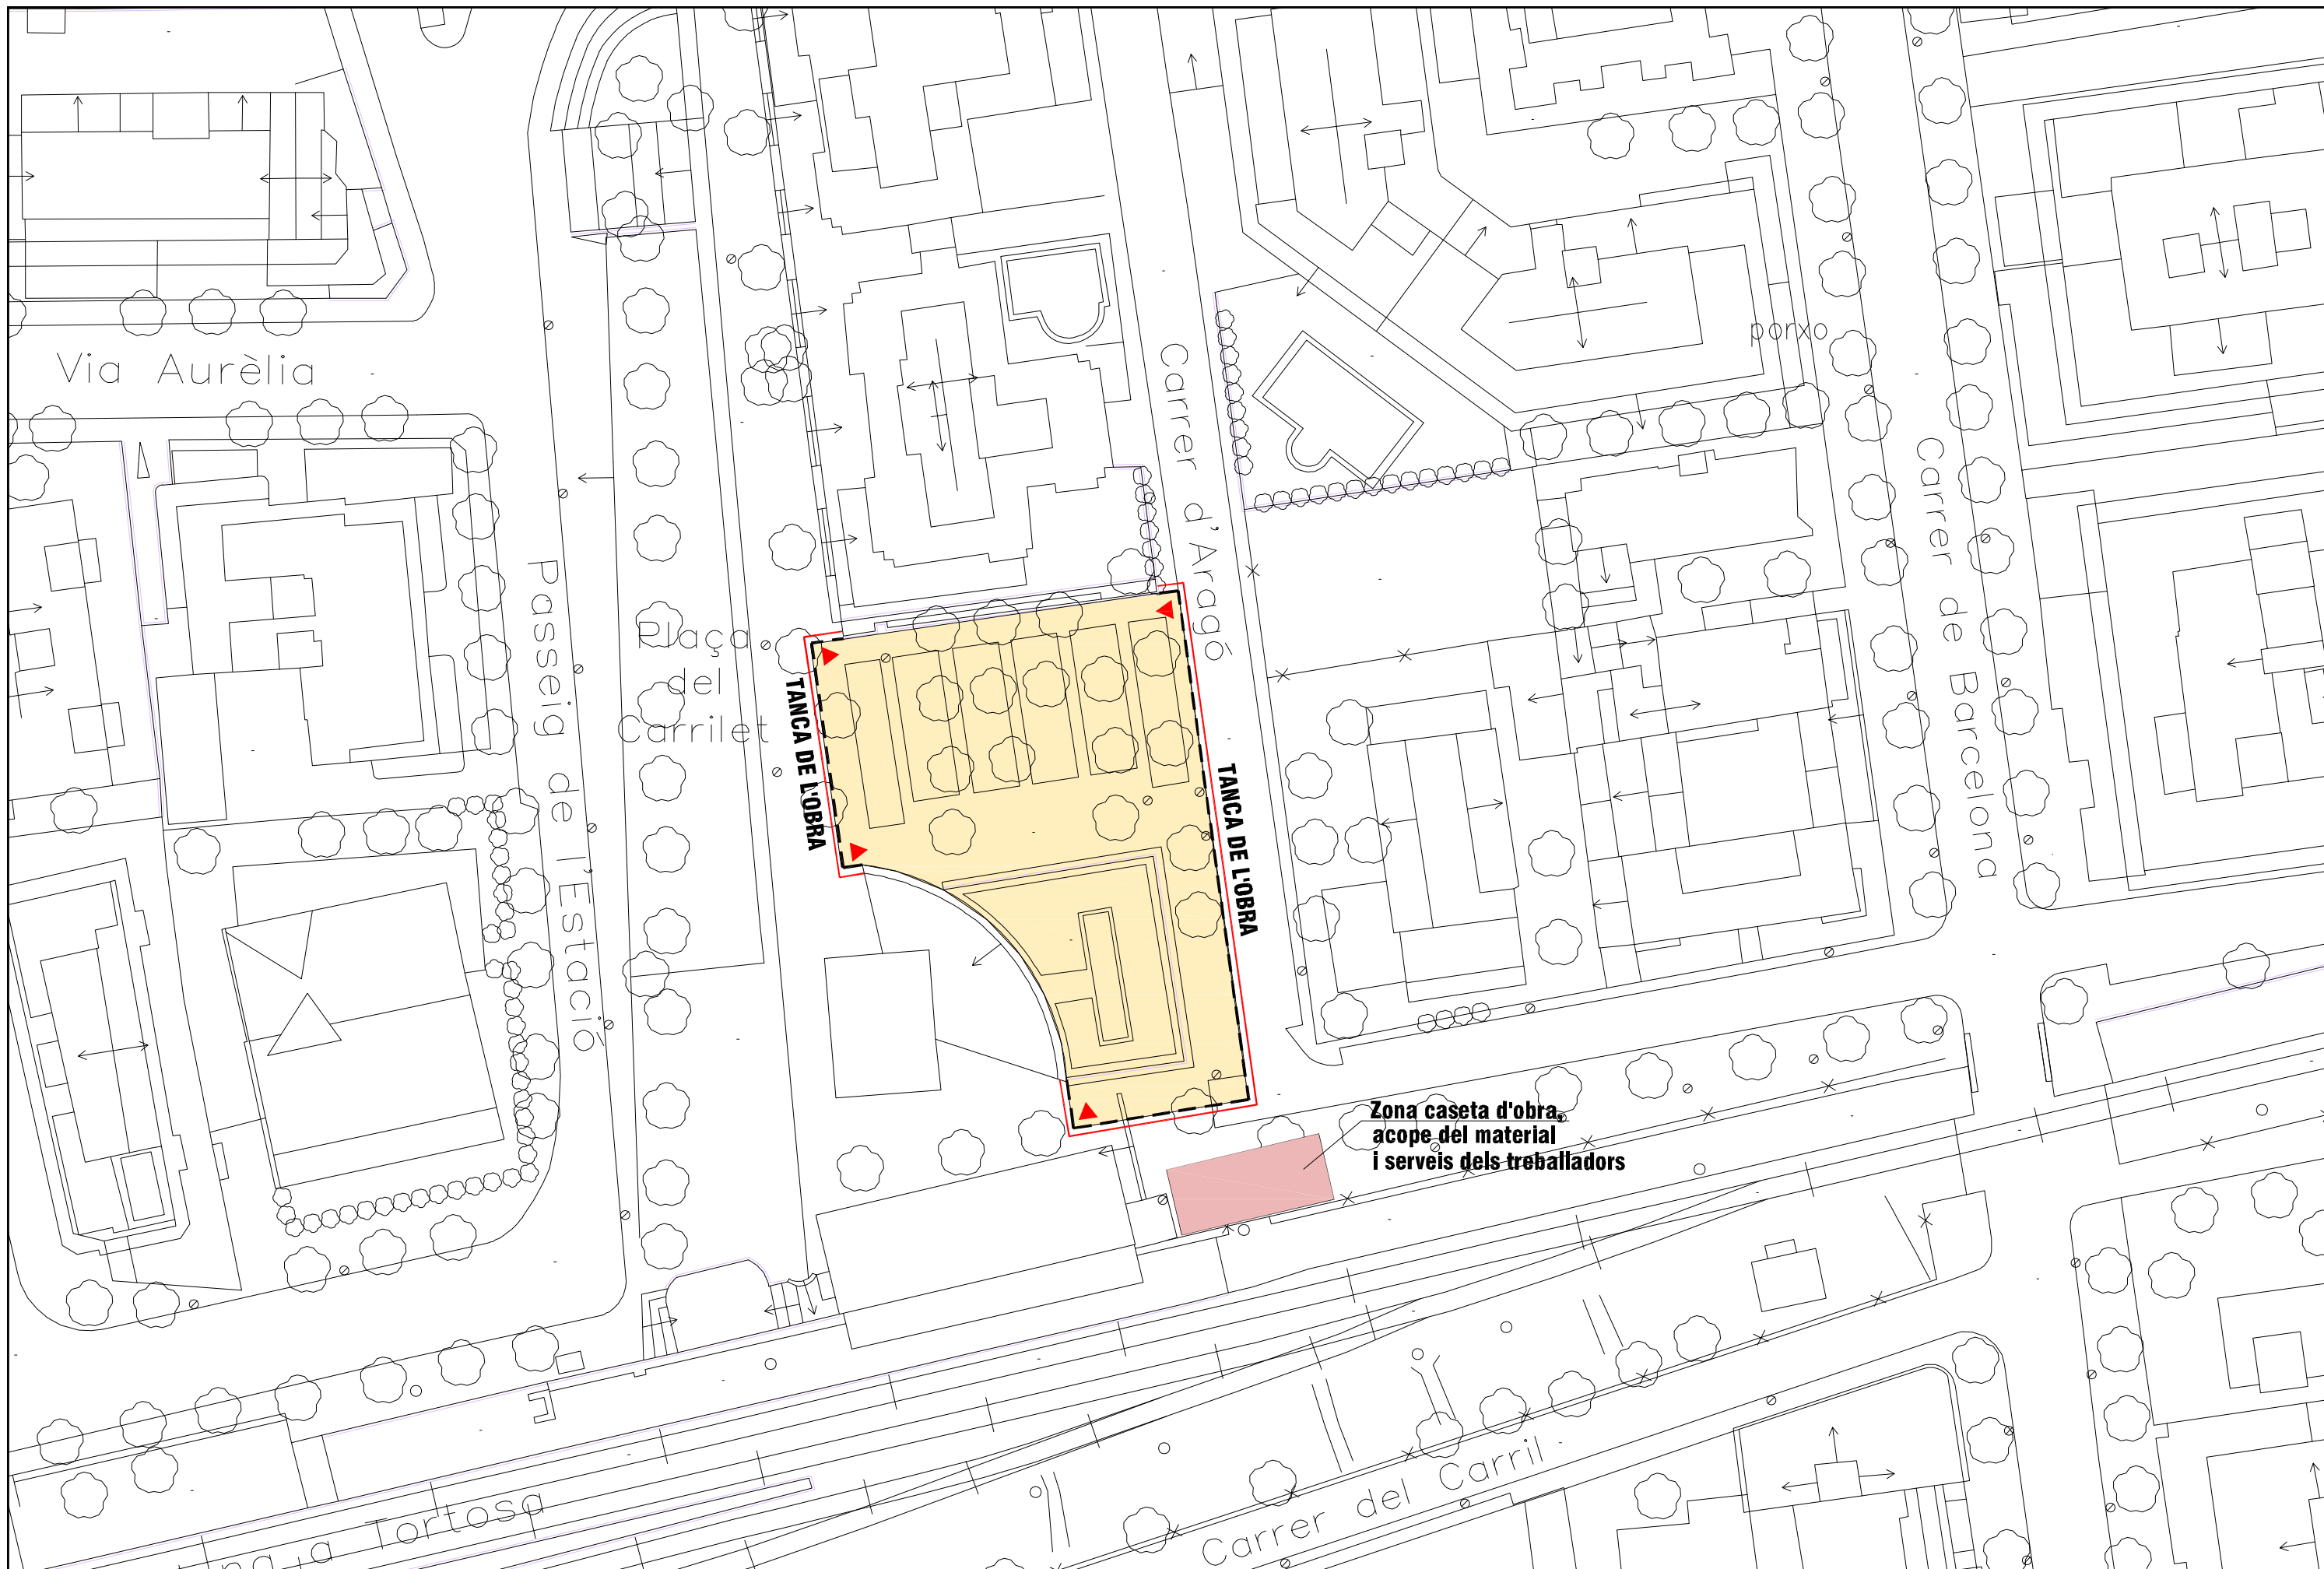 Via Aurèlia
porxo
Carrer d'Aragó
Carrer de Barcelona
Passeig de l'Estació
Plaça
del
Carrilet
TANCA DE L'OBRA
TANCA DE L'OBRA
Zona caseta d'obra,
acope del material
i serveis dels treballadors
Carrer del Carril
a Tortosa